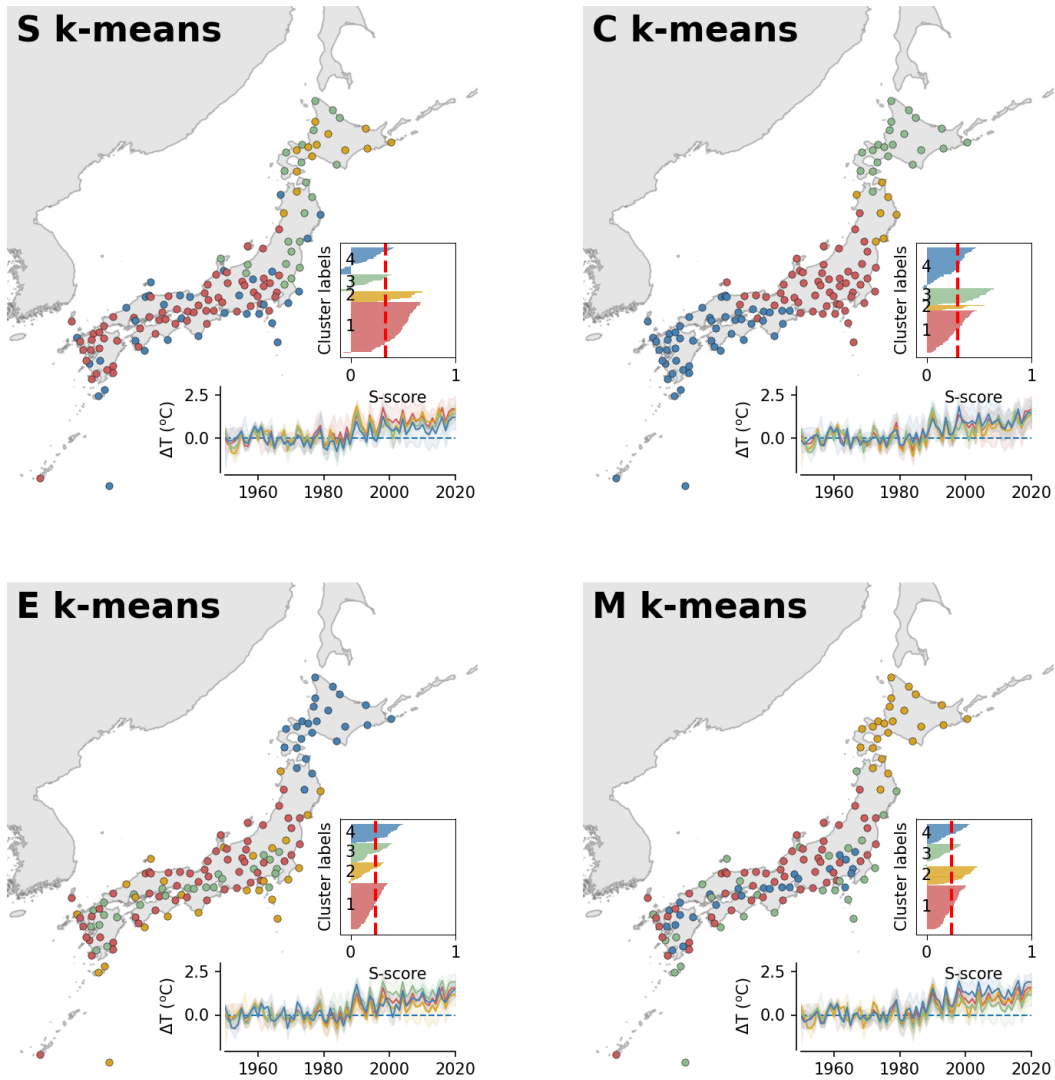 S k-means
Cluster labels
4
3
2
1
0 1
S-score
ΔT (°C)
2.5
0.0
1960 1980 2000 2020
C k-means
Cluster labels
4
3
2
1
0 1
S-score
ΔT (°C)
2.5
0.0
1960 1980 2000 2020
E k-means
Cluster labels
4
3
2
1
0 1
S-score
ΔT (°C)
2.5
0.0
1960 1980 2000 2020
M k-means
Cluster labels
4
3
2
1
0 1
S-score
ΔT (°C)
2.5
0.0
1960 1980 2000 2020